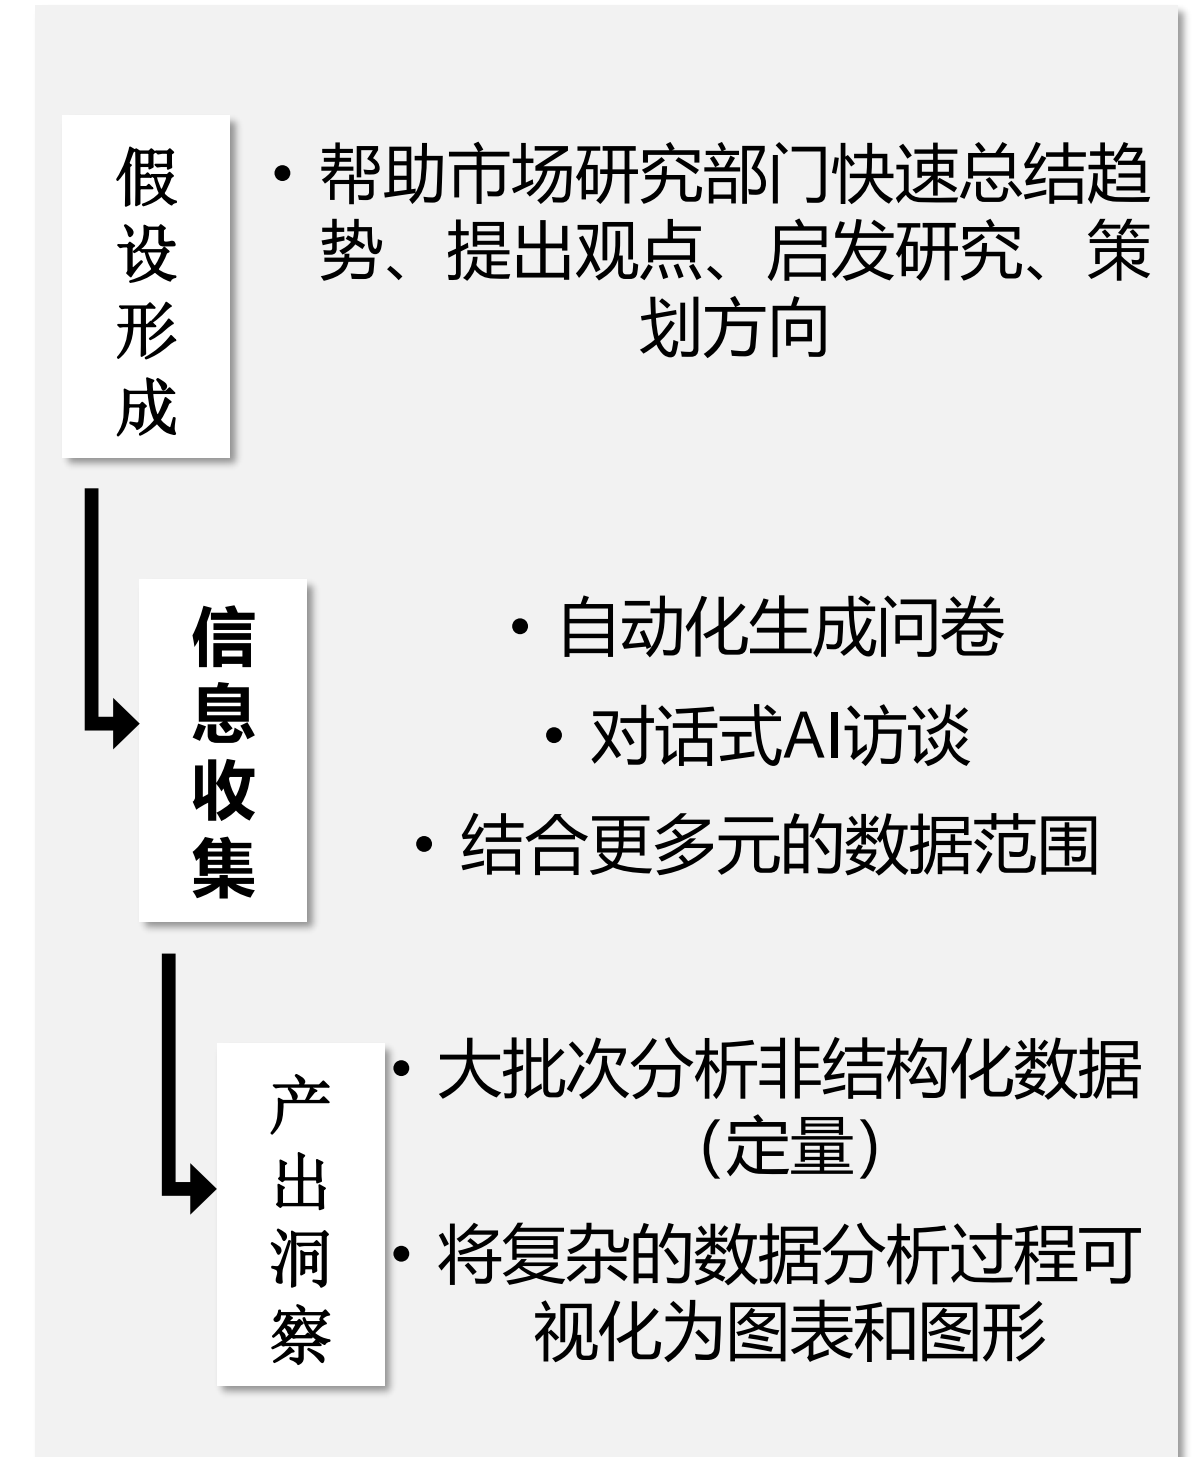 假设形成
• 帮助市场研究部门快速总结趋
势、提出观点、启发研究、策
划方向
信息收集
• 自动化生成问卷
• 对话式AI访谈
• 结合更多元的数据范围
产出洞察
• 大批次分析非结构化数据
（定量）
• 将复杂的数据分析过程可
视化为图表和图形